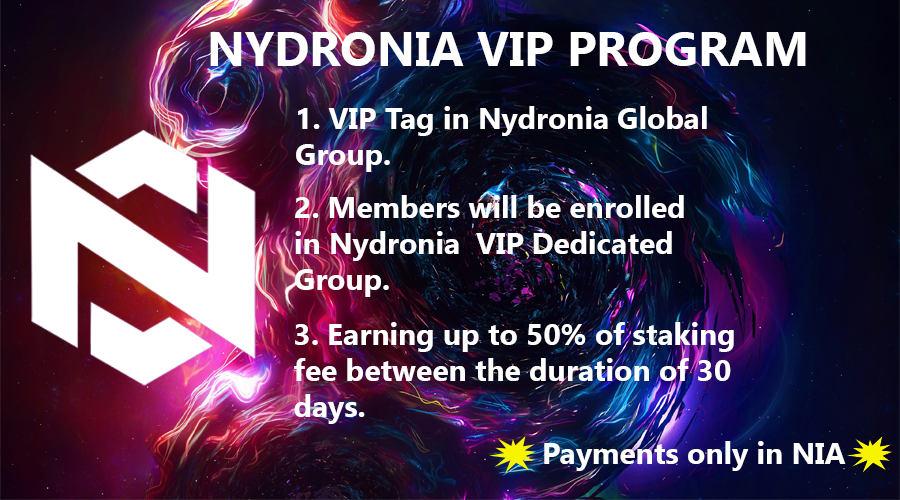 NYDRONIA VIP PROGRAM
1. VIP Tag in Nydronia Global
Group.
2. Members will be enrolled
in Nydronia  VIP Dedicated
Group.
3. Earning up to 50% of staking
fee between the duration of 30
days.
Payments only in NIA